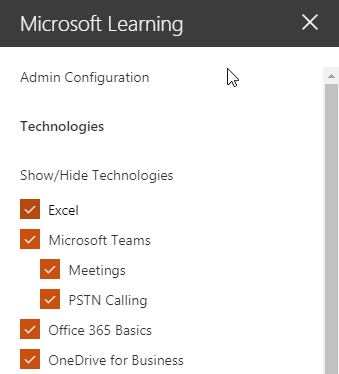 Microsoft Learning
Admin Configuration
Technologies
Show/Hide Technologies
Excel
Microsoft Teams
Meetings
PSTN Calling
Office 365 Basics
OneDrive for Business